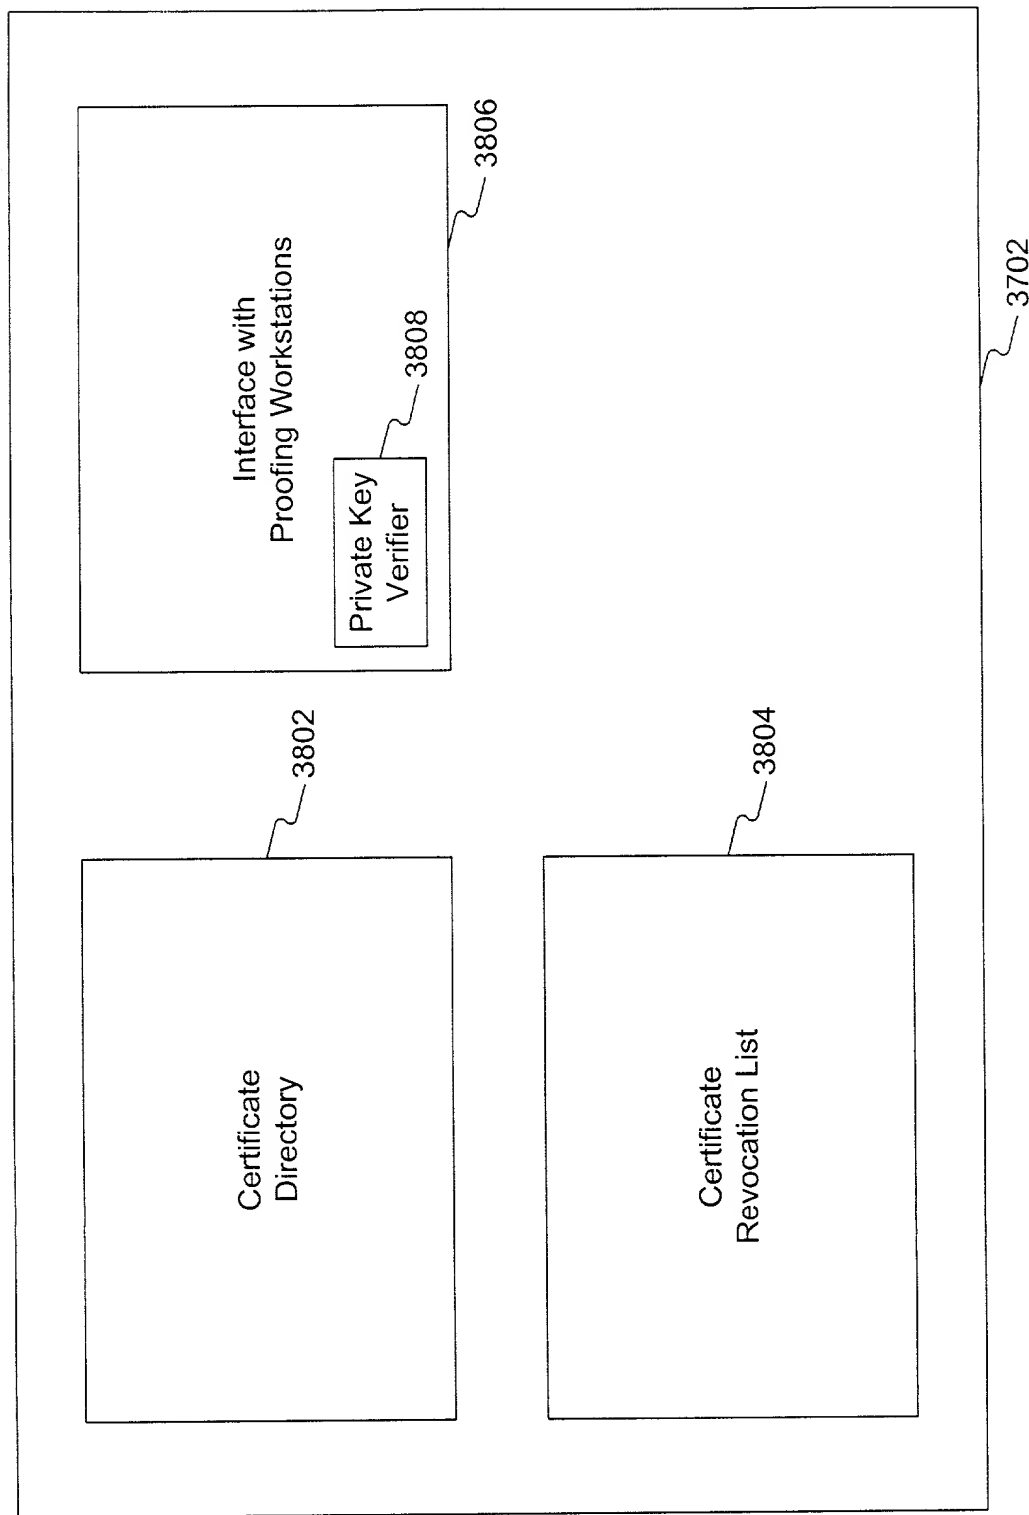 Certificate
Directory
3802
Interface with
Proofing Workstations
Private Key
Verifier
3808
3806
Certificate
Revocation List
3804
3702